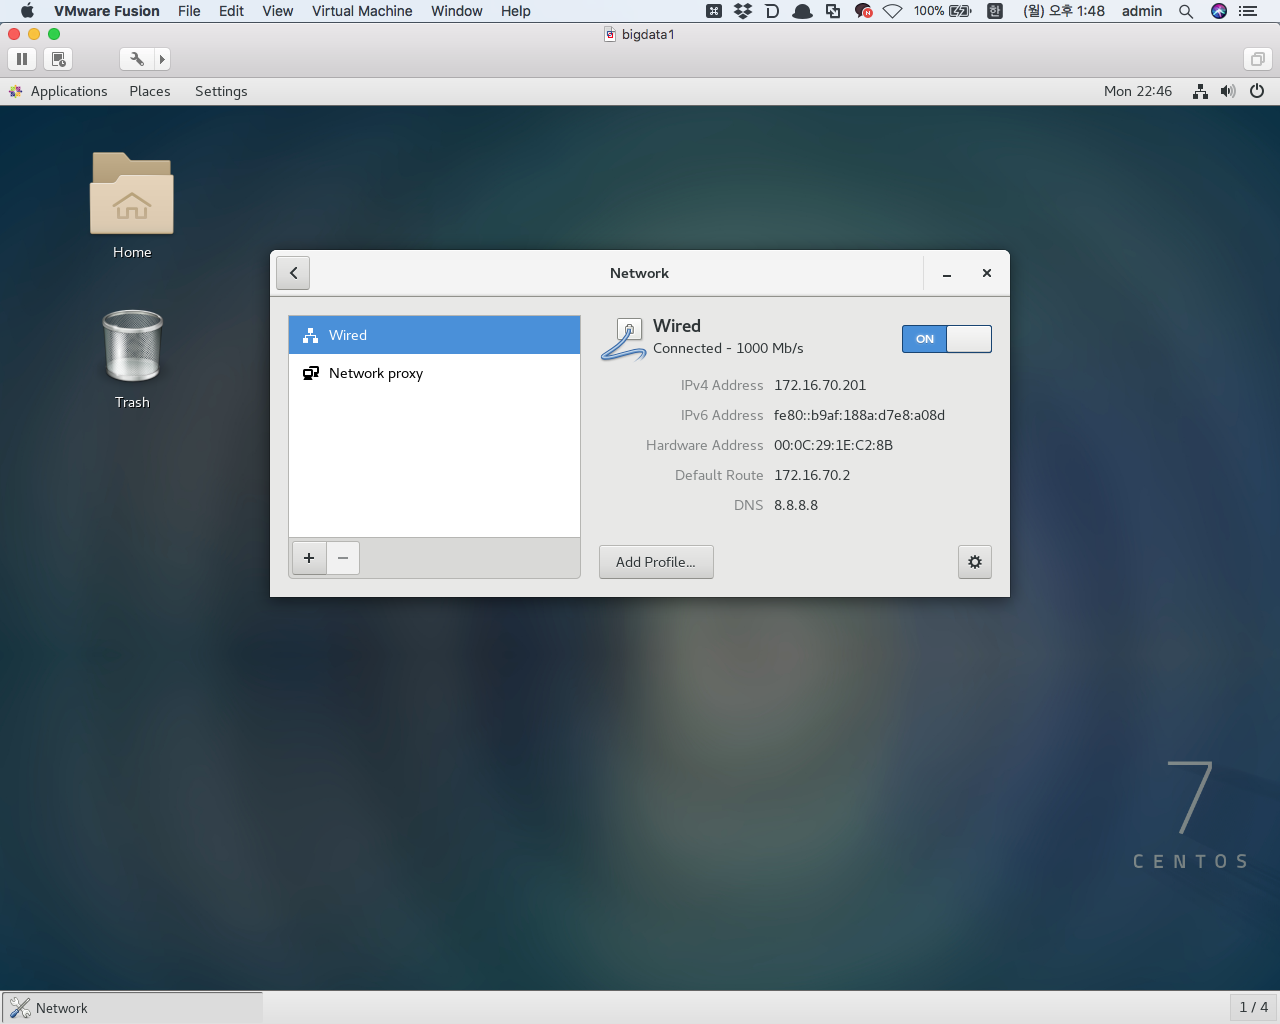 VMware Fusion File Edit View Virtual Machine Window Help 100% 한 (월) 오후 1:48 admin
bigdata1
Applications Places Settings Mon 22:46
Home
Trash
Network
Wired
Network proxy
Wired
Connected - 1000 Mb/s
ON
IPv4 Address 172.16.70.201
IPv6 Address fe80::b9af:188a:d7e8:a08d
Hardware Address 00:0C:29:1E:C2:8B
Default Route 172.16.70.2
DNS 8.8.8.8
Add Profile...
7
CENTOS
Network 1 / 4